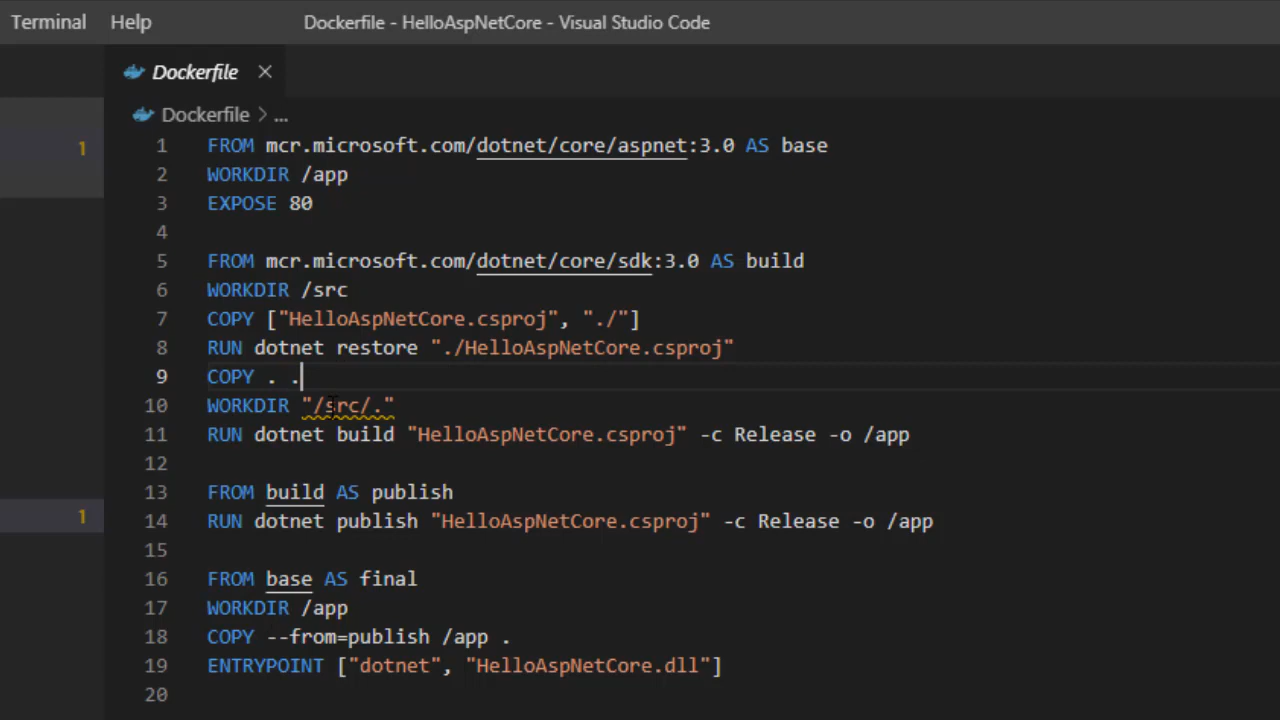 Terminal Help Dockerfile - HelloAspNetCore - Visual Studio Code
Dockerfile
Dockerfile > ...
1
1 FROM mcr.microsoft.com/dotnet/core/aspnet:3.0 AS base
2 WORKDIR /app
3 EXPOSE 80
4
5 FROM mcr.microsoft.com/dotnet/core/sdk:3.0 AS build
6 WORKDIR /src
7 COPY ["HelloAspNetCore.csproj", "./"]
8 RUN dotnet restore "./HelloAspNetCore.csproj"
9 COPY . .
10 WORKDIR "/src/."
11 RUN dotnet build "HelloAspNetCore.csproj" -c Release -o /app
12
13 FROM build AS publish
1
14 RUN dotnet publish "HelloAspNetCore.csproj" -c Release -o /app
15
16 FROM base AS final
17 WORKDIR /app
18 COPY --from=publish /app .
19 ENTRYPOINT ["dotnet", "HelloAspNetCore.dll"]
20